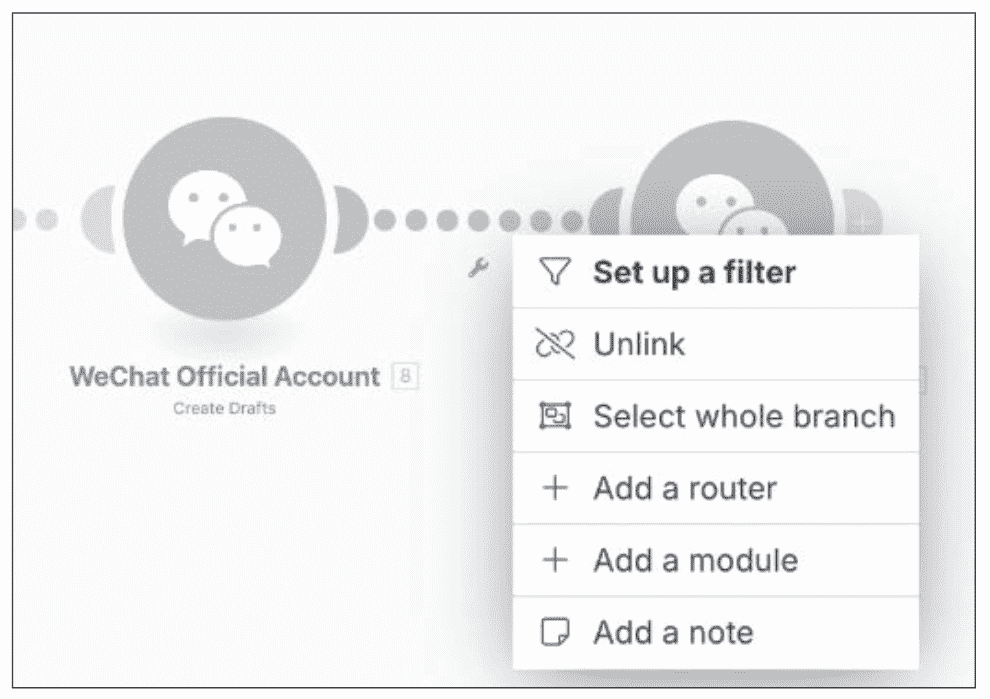 Set up a filter
Unlink
WeChat Official Account 8
Create Drafts
Select whole branch
Add a router
Add a module
Add a note